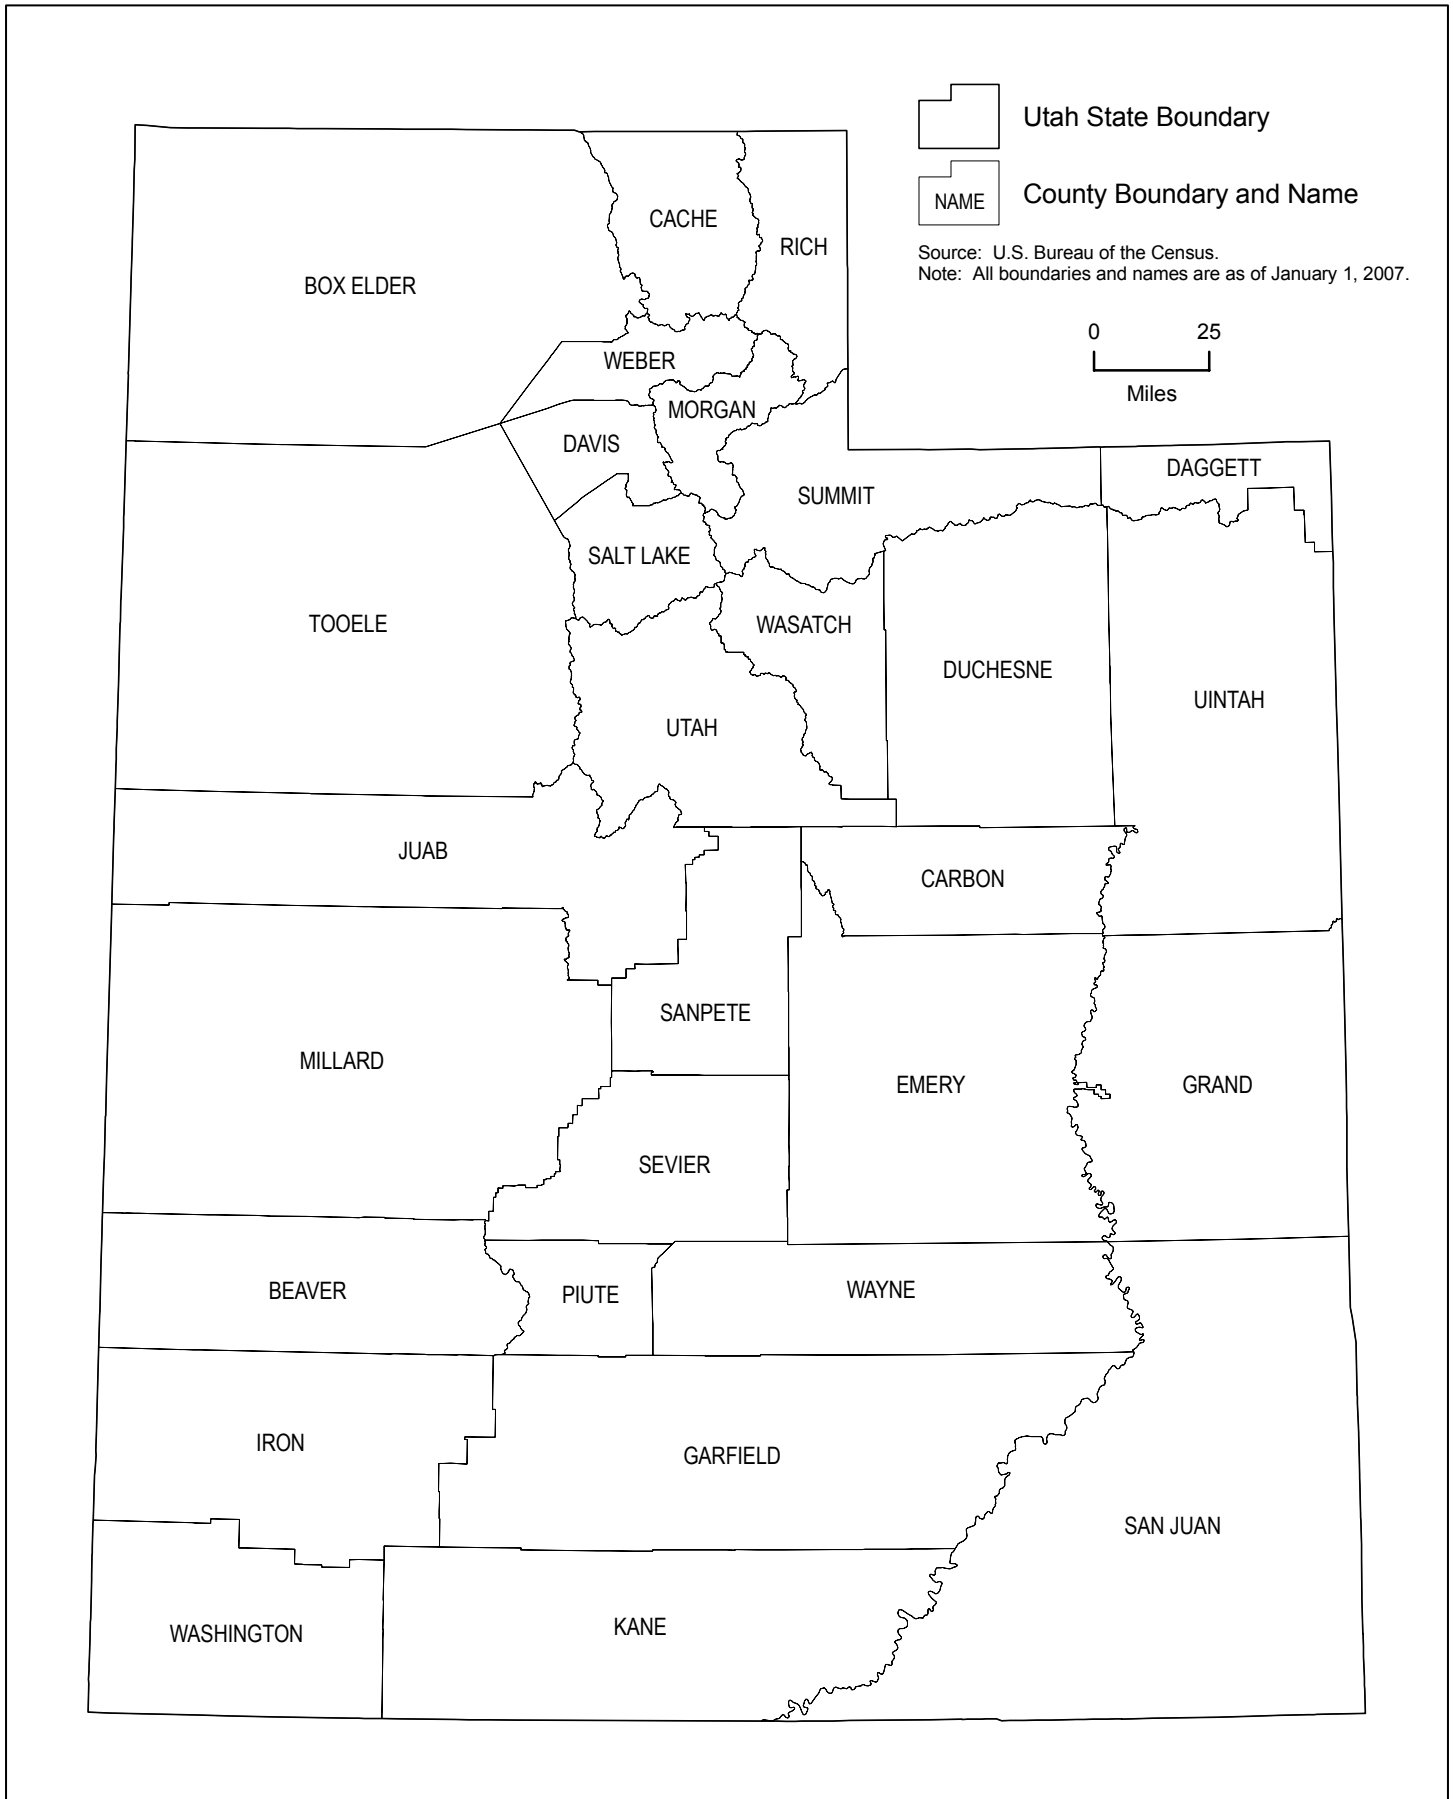 Utah State Boundary
NAME
County Boundary and Name
Source: U.S. Bureau of the Census.
Note: All boundaries and names are as of January 1, 2007.
0 25
Miles
CACHE
RICH
BOX ELDER
WEBER
MORGAN
DAVIS
DAGGETT
SUMMIT
SALT LAKE
TOOELE
WASATCH
DUCHESNE
UINTAH
UTAH
JUAB
CARBON
SANPETE
MILLARD
EMERY
GRAND
SEVIER
BEAVER
PIUTE
WAYNE
IRON
GARFIELD
SAN JUAN
WASHINGTON
KANE